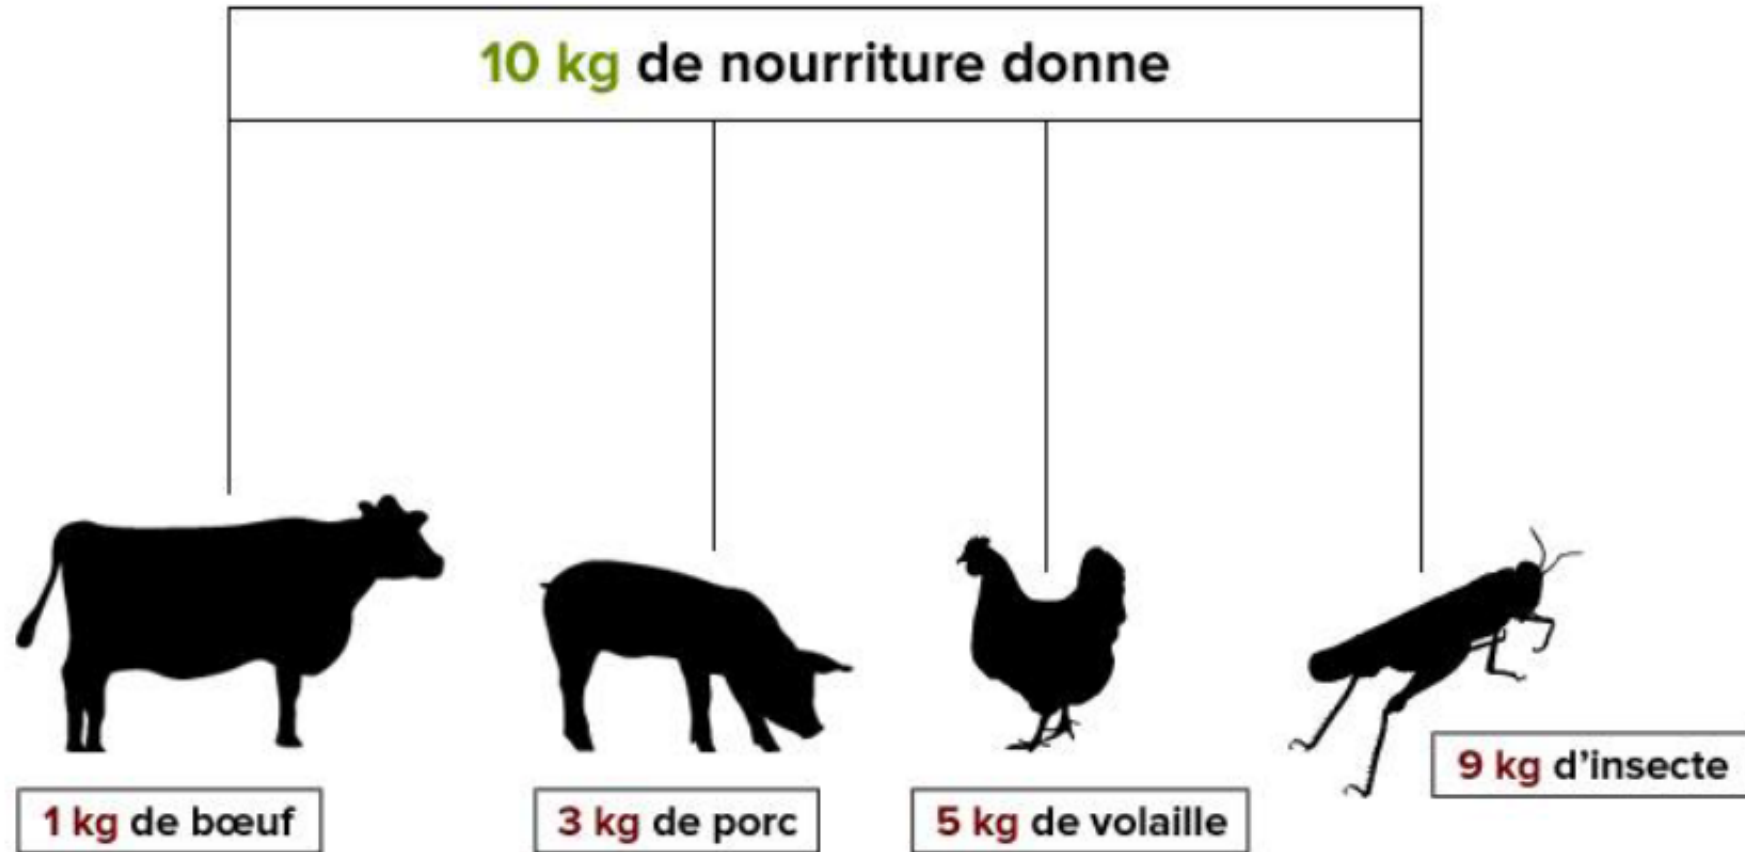 10 kg de nourriture donne
1 kg de bœuf
3 kg de porc
5 kg de volaille
9 kg d’insecte